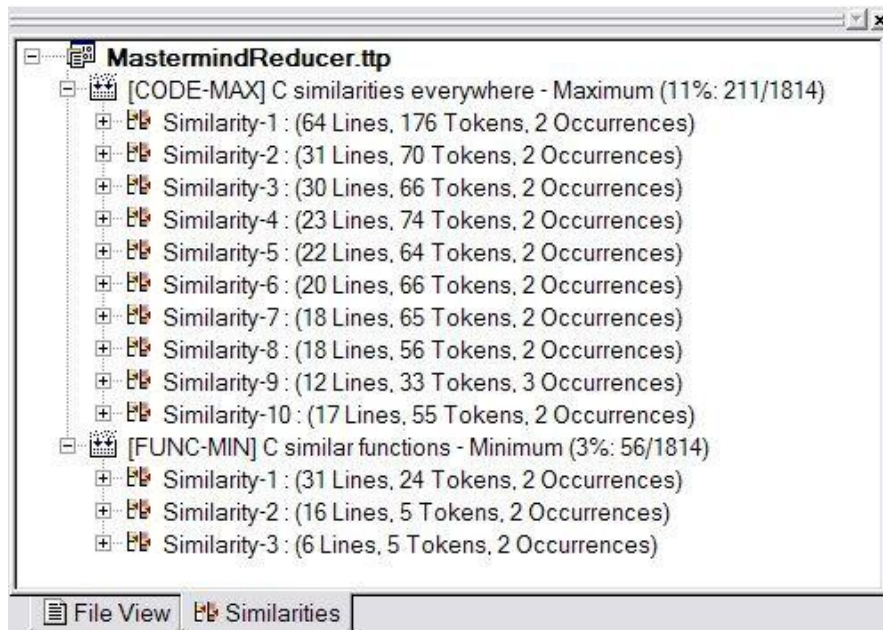 MastermindReducer.ttp
[CODE-MAX] C similarities everywhere - Maximum (11%: 211/1814)
Similarity-1 : (64 Lines, 176 Tokens, 2 Occurrences)
Similarity-2 : (31 Lines, 70 Tokens, 2 Occurrences)
Similarity-3 : (30 Lines, 66 Tokens, 2 Occurrences)
Similarity-4 : (23 Lines, 74 Tokens, 2 Occurrences)
Similarity-5 : (22 Lines, 64 Tokens, 2 Occurrences)
Similarity-6 : (20 Lines, 66 Tokens, 2 Occurrences)
Similarity-7 : (18 Lines, 65 Tokens, 2 Occurrences)
Similarity-8 : (18 Lines, 56 Tokens, 2 Occurrences)
Similarity-9 : (12 Lines, 33 Tokens, 3 Occurrences)
Similarity-10 : (17 Lines, 55 Tokens, 2 Occurrences)
[FUNC-MIN] C similar functions - Minimum (3%: 56/1814)
Similarity-1 : (31 Lines, 24 Tokens, 2 Occurrences)
Similarity-2 : (16 Lines, 5 Tokens, 2 Occurrences)
Similarity-3 : (6 Lines, 5 Tokens, 2 Occurrences)
File View Similarities